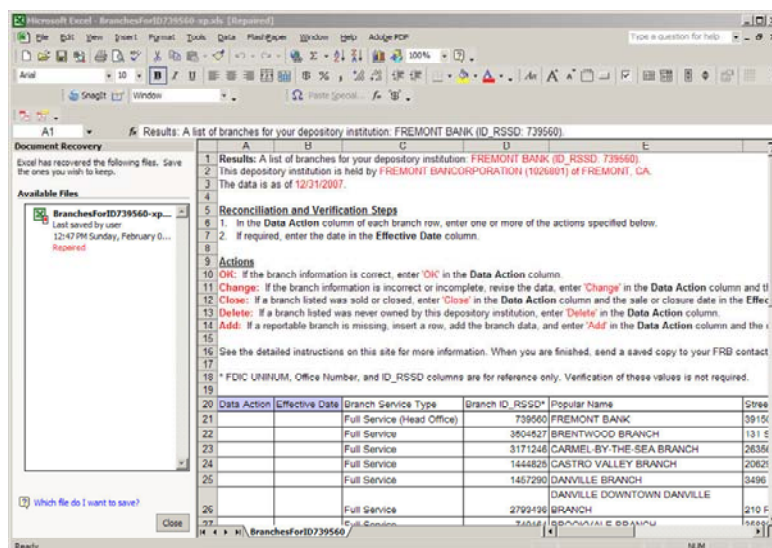 Microsoft Excel - BranchesForID739560-xp.xls [Repaired]
File Edit View Insert Format Tools Data FlashPaper Window Help Adobe PDF
Type a question for help
100%
Arial 10 B I U
SnagIt Window Paste Special...
A1 fx Results: A list of branches for your depository institution: FREMONT BANK (ID_RSSD: 739560).
Document Recovery
Excel has recovered the following files. Save the ones you wish to keep.
Available Files
BranchesForID739560-xp....
Last saved by user
12:47 PM Sunday, February 0...
Repaired
Which file do I want to save?
Close
A B C D E
1 Results: A list of branches for your depository institution: FREMONT BANK (ID_RSSD: 739560).
2 This depository institution is held by FREMONT BANCORPORATION (1026801) of FREMONT, CA.
3 The data is as of 12/31/2007.
4
5 Reconciliation and Verification Steps
6 1. In the Data Action column of each branch row, enter one or more of the actions specified below.
7 2. If required, enter the date in the Effective Date column.
8
9 Actions
10 OK: If the branch information is correct, enter 'OK' in the Data Action column.
11 Change: If the branch information is incorrect or incomplete, revise the data, enter 'Change' in the Data Action column and th
12 Close: If a branch listed was sold or closed, enter 'Close' in the Data Action column and the sale or closure date in the Effec
13 Delete: If a branch listed was never owned by this depository institution, enter 'Delete' in the Data Action column.
14 Add: If a reportable branch is missing, insert a row, add the branch data, and enter 'Add' in the Data Action column and the
15
16 See the detailed instructions on this site for more information. When you are finished, send a saved copy to your FRB contact
17
18 * FDIC UNINUM, Office Number, and ID_RSSD columns are for reference only. Verification of these values is not required.
19
20 Data Action Effective Date Branch Service Type Branch ID_RSSD* Popular Name Stree
21 Full Service (Head Office) 739560 FREMONT BANK 3915
22 Full Service 3504527 BRENTWOOD BRANCH 131 S
23 Full Service 3171246 CARMEL-BY-THE-SEA BRANCH
24 Full Service 1444825 CASTRO VALLEY BRANCH
25 Full Service 1457290 DANVILLE BRANCH 3496
26 Full Service 2793436 DANVILLE DOWNTOWN DANVILLE BRANCH 210
27 Full Service BROOKVALE BRANCH
BranchesForID739560
Ready
NUM